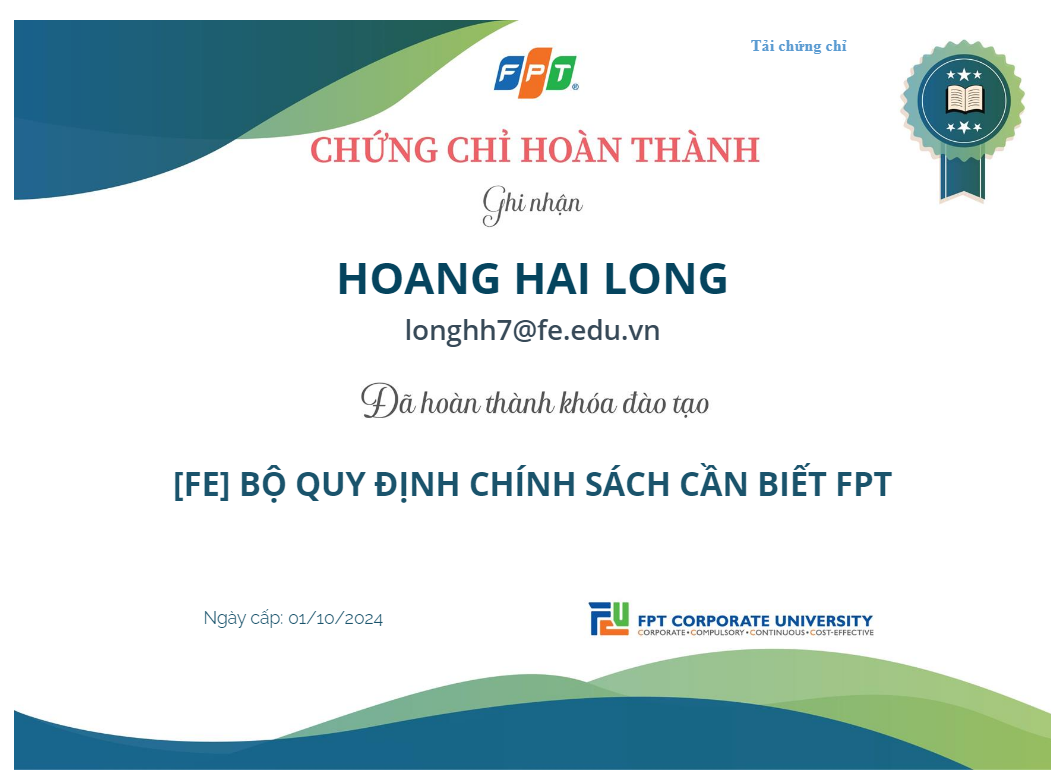 Tải chứng chỉ
FPT®
CHỨNG CHỈ HOÀN THÀNH
Ghi nhận
HOANG HAI LONG
longhh7@fe.edu.vn
Đã hoàn thành khóa đào tạo
[FE] BỘ QUY ĐỊNH CHÍNH SÁCH CẦN BIẾT FPT
Ngày cấp: 01/10/2024
FPT CORPORATE UNIVERSITY
CORPORATE • COMPULSORY • CONTINUOUS • COST-EFFECTIVE